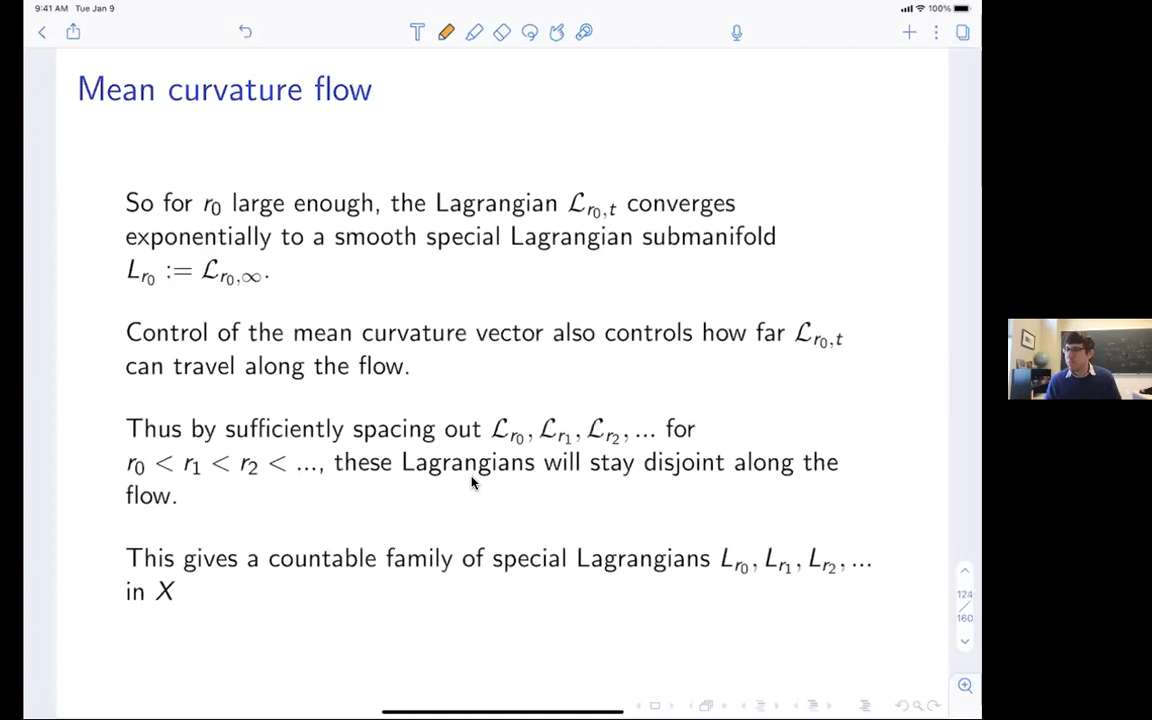 9:41 AM Tue Jan 9
100%
Mean curvature flow
So for r₀ large enough, the Lagrangian ℒ_{r₀,t} converges
exponentially to a smooth special Lagrangian submanifold
L_{r₀} := ℒ_{r₀,∞}.
Control of the mean curvature vector also controls how far ℒ_{r₀,t}
can travel along the flow.
Thus by sufficiently spacing out ℒ_{r₀}, ℒ_{r₁}, ℒ_{r₂}, ... for
r₀ < r₁ < r₂ < ..., these Lagrangians will stay disjoint along the
flow.
This gives a countable family of special Lagrangians L_{r₀}, L_{r₁}, L_{r₂}, ...
in X
124
/
160